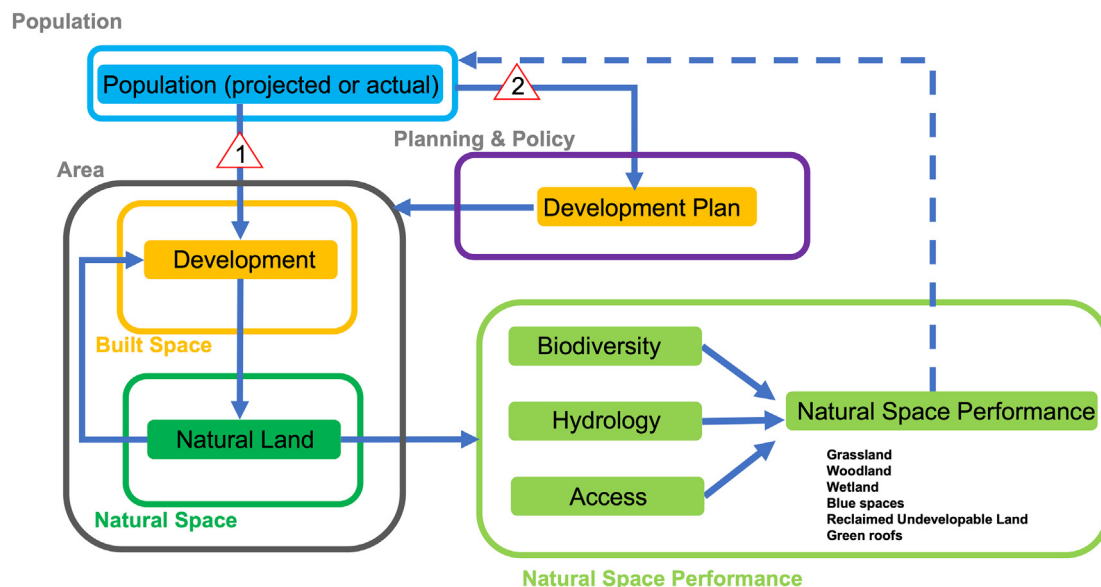 Population
Population (projected or actual)
2
1
Planning & Policy
Area
Development Plan
Development
Built Space
Biodiversity
Natural Space Performance
Hydrology
Natural Land
Grassland
Woodland
Wetland
Blue spaces
Reclaimed Undevelopable Land
Green roofs
Access
Natural Space
Natural Space Performance